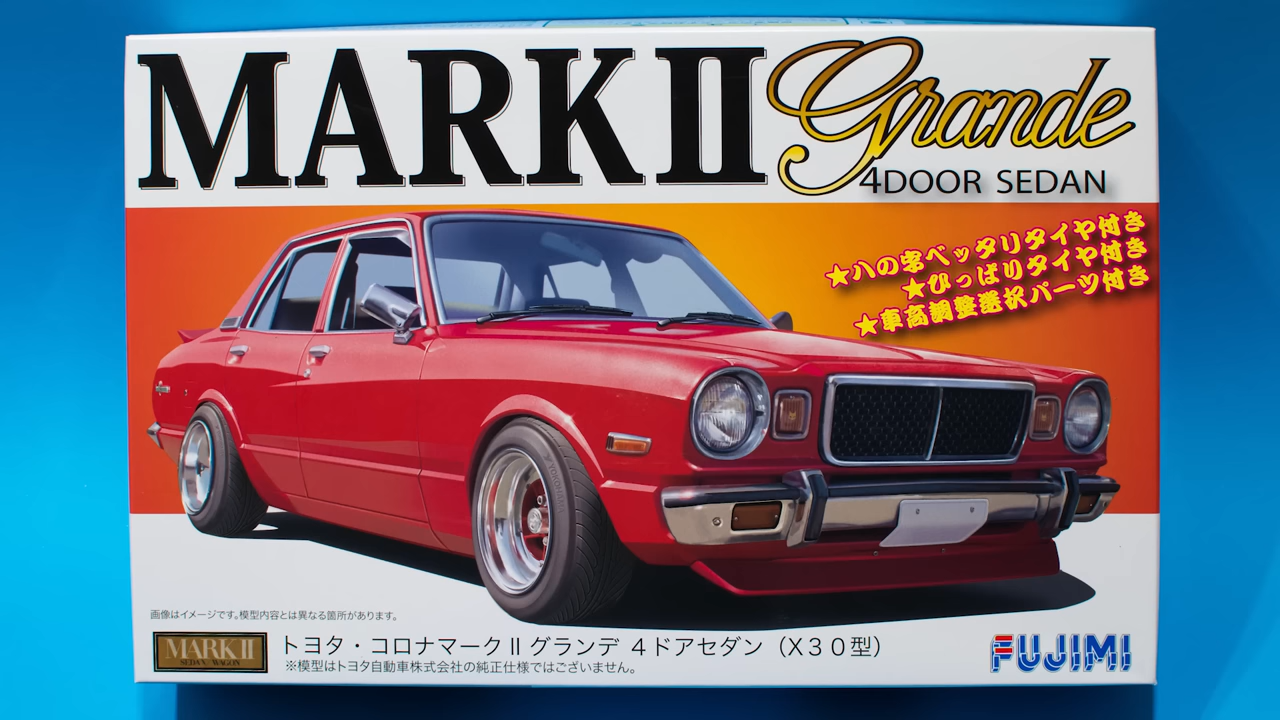 MARK II Grande
4DOOR SEDAN
★ハの字ベッタリタイヤ付き
★ひっぱりタイヤ付き
★車高調整選択パーツ付き
YOKOHAMA
画像はイメージです。模型内容とは異なる箇所があります。
MARK II
SEDAN/WAGON
トヨタ・コロナマークⅡグランデ 4ドアセダン（X30型）
※模型はトヨタ自動車株式会社の純正仕様ではございません。
FUJIMI